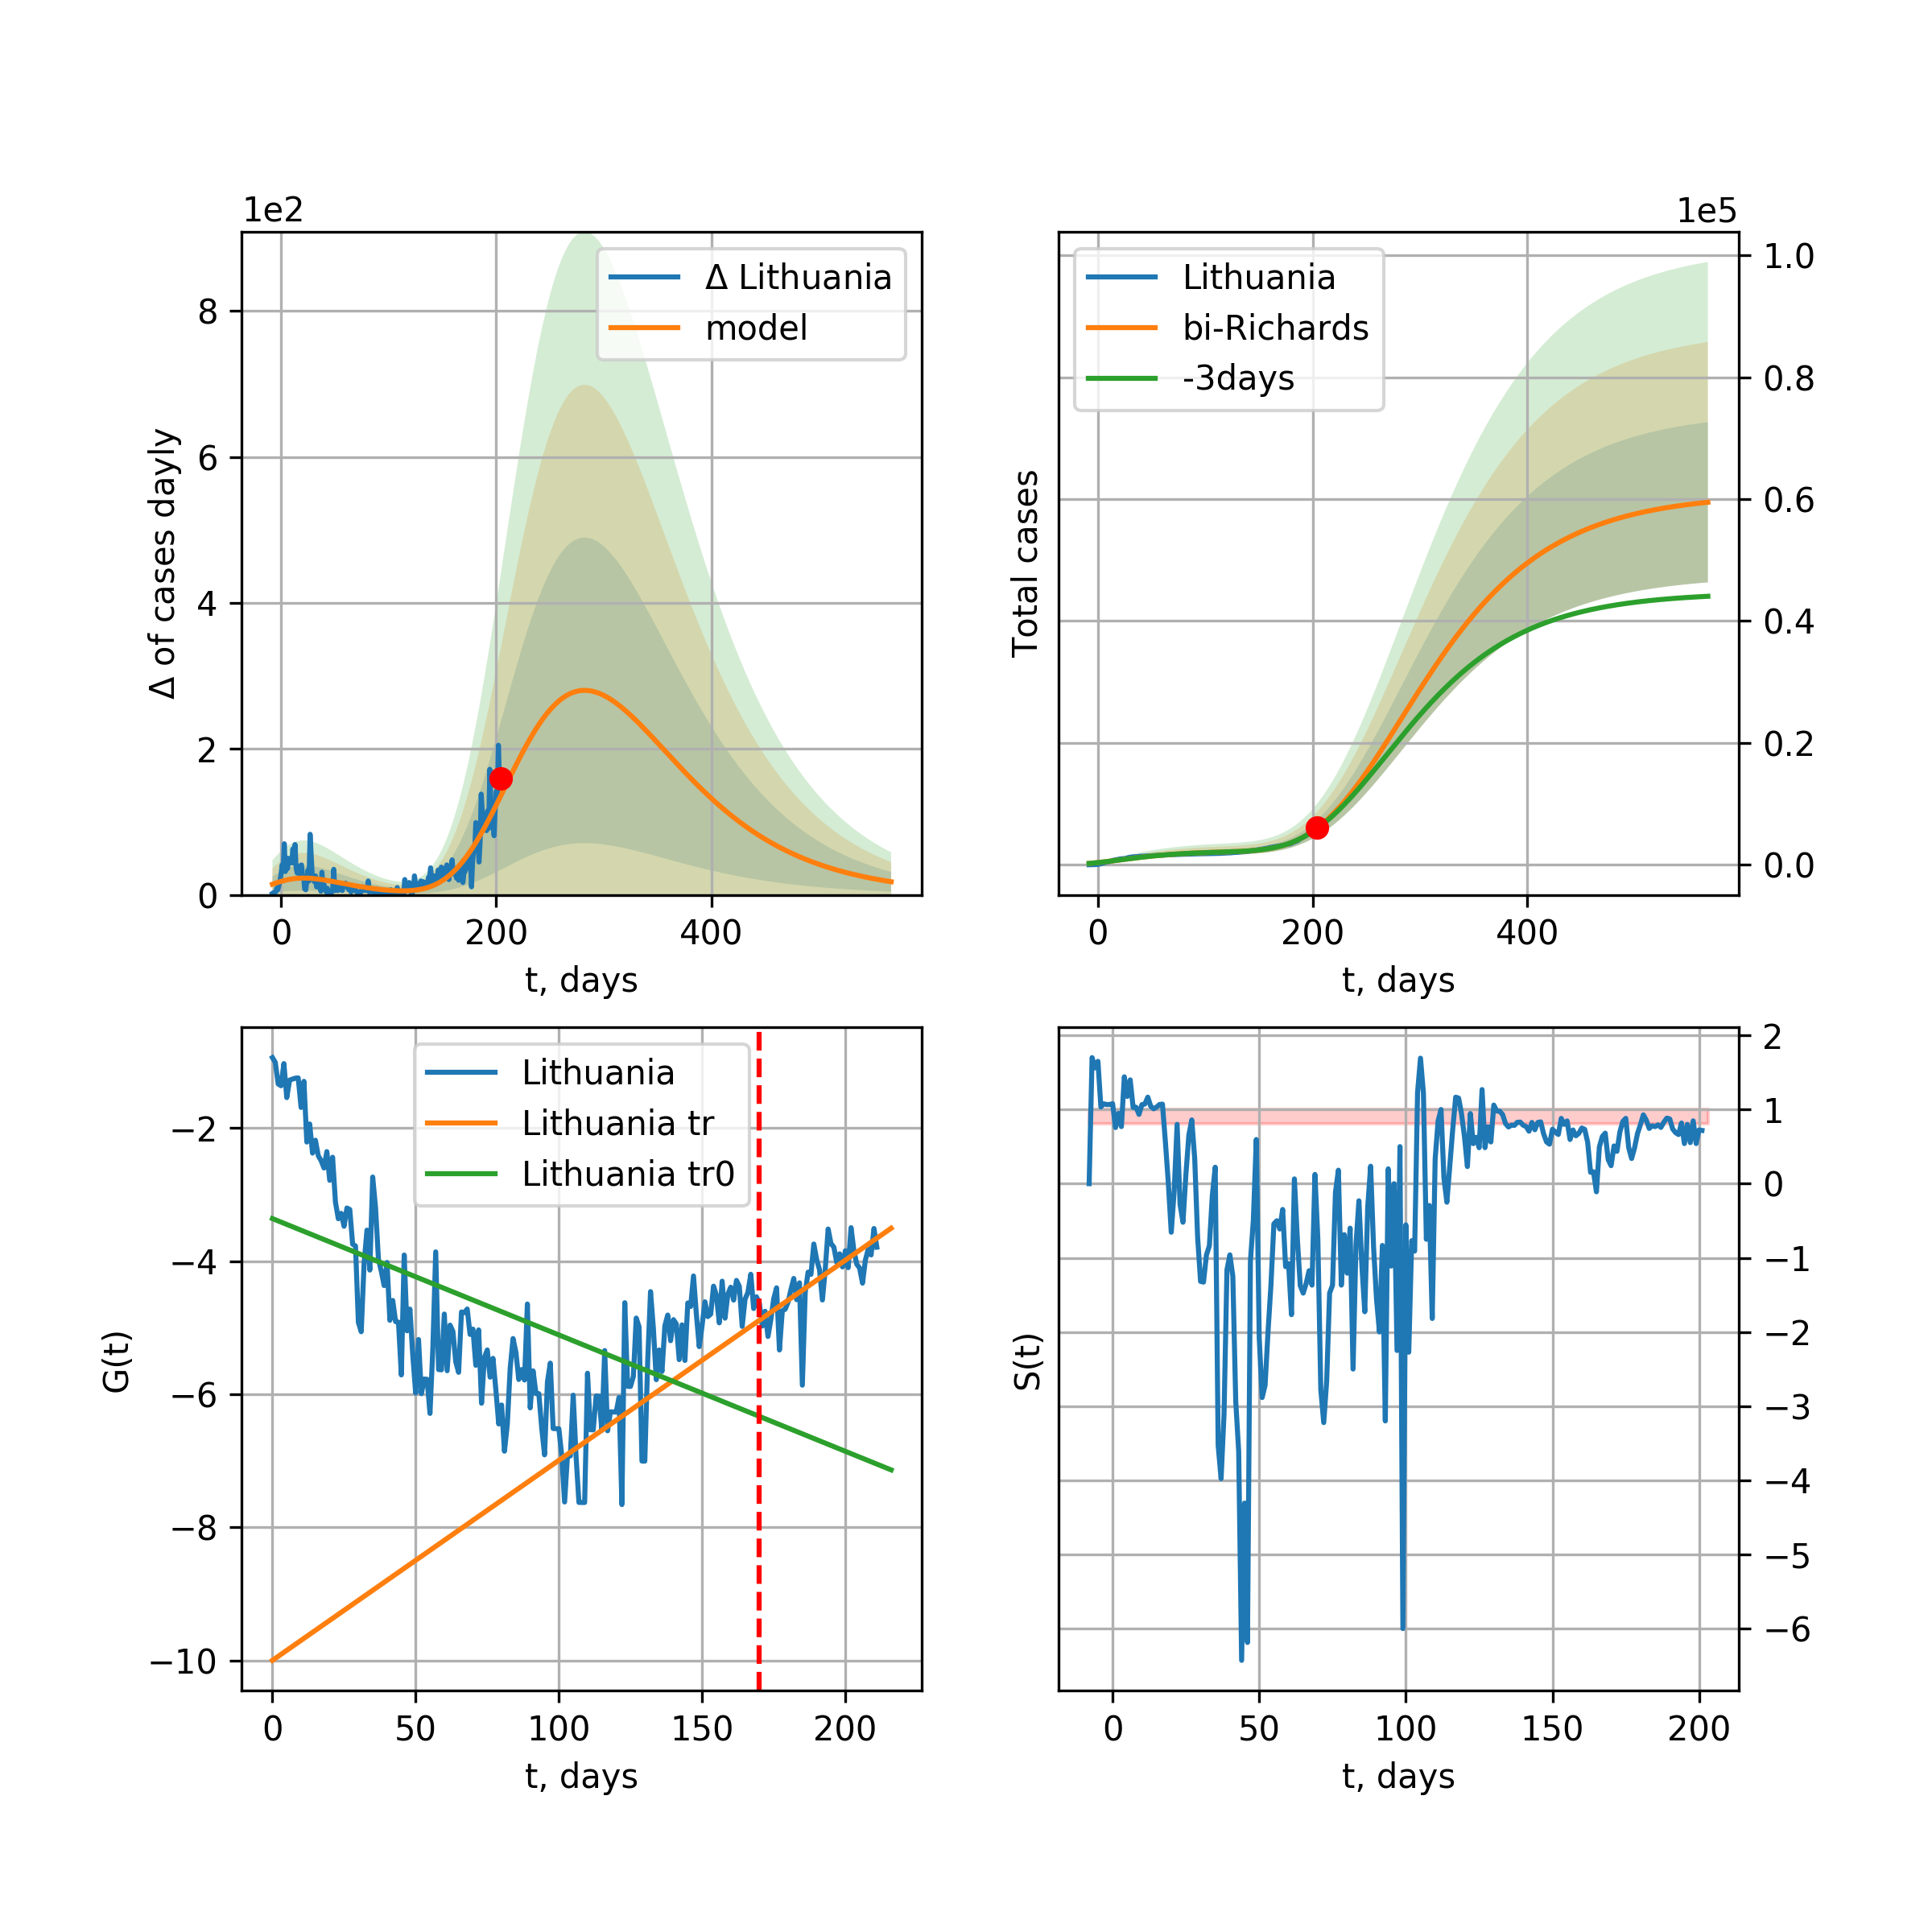 1e2
Δ Lithuania
model
8
6
4
2
0
Δ of cases dayly
0
200
400
t, days
1e5
Lithuania
bi-Richards
-3days
1.0
0.8
0.6
0.4
0.2
0.0
Total cases
0
200
400
t, days
Lithuania
Lithuania tr
Lithuania tr0
−2
−4
−6
−8
−10
G(t)
0
50
100
150
200
t, days
2
1
0
−1
−2
−3
−4
−5
−6
S(t)
0
50
100
150
200
t, days